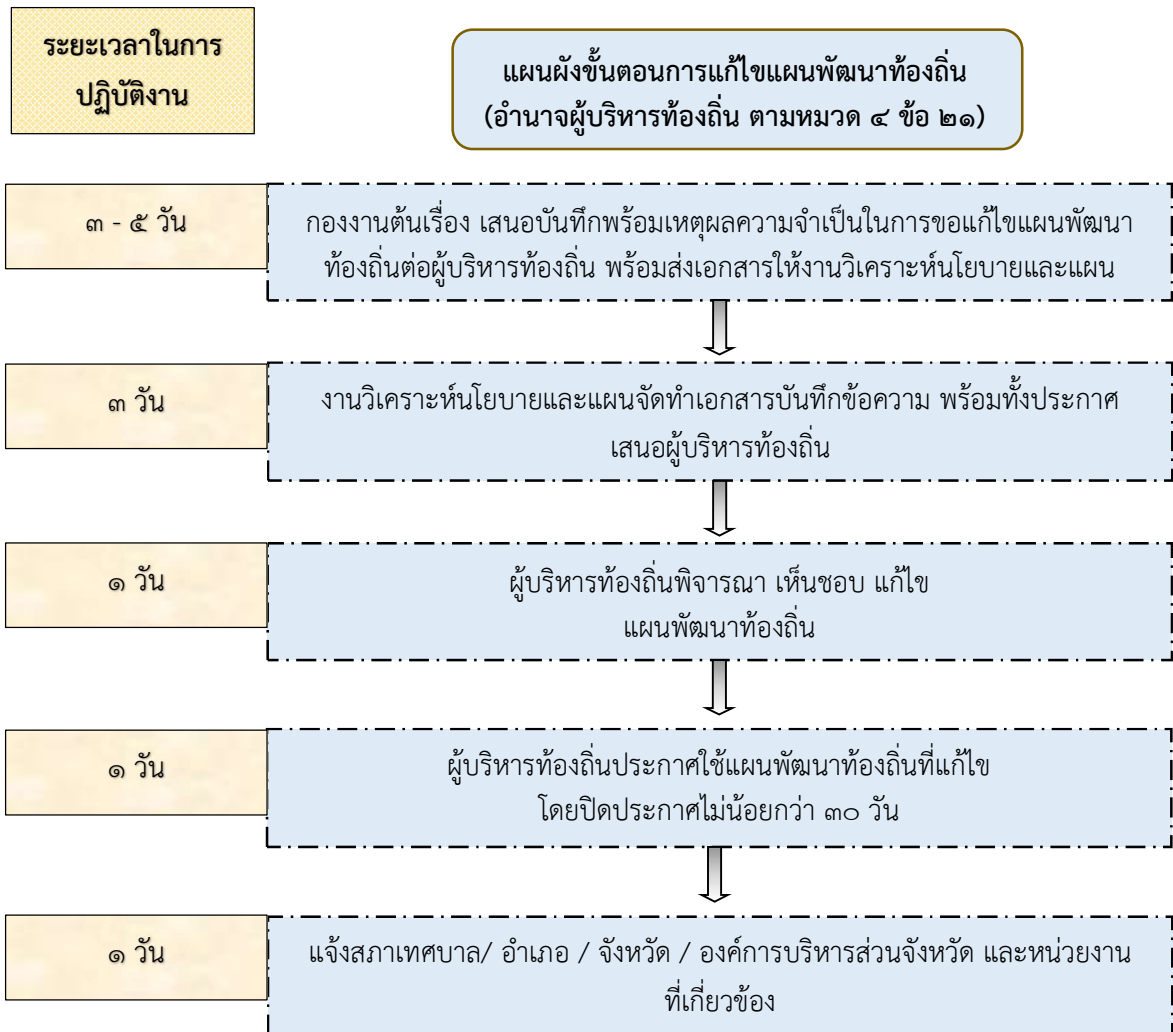 ระยะเวลาในการ
ปฏิบัติงาน
แผนผังขั้นตอนการแก้ไขแผนพัฒนาท้องถิ่น
(อำนาจผู้บริหารท้องถิ่น ตามหมวด ๔ ข้อ ๒๑)
๓ - ๕ วัน
กองงานต้นเรื่อง เสนอบันทึกพร้อมเหตุผลความจำเป็นในการขอแก้ไขแผนพัฒนา
ท้องถิ่นต่อผู้บริหารท้องถิ่น พร้อมส่งเอกสารให้งานวิเคราะห์นโยบายและแผน
๓ วัน
งานวิเคราะห์นโยบายและแผนจัดทำเอกสารบันทึกข้อความ พร้อมทั้งประกาศ
เสนอผู้บริหารท้องถิ่น
๑ วัน
ผู้บริหารท้องถิ่นพิจารณา เห็นชอบ แก้ไข
แผนพัฒนาท้องถิ่น
๑ วัน
ผู้บริหารท้องถิ่นประกาศใช้แผนพัฒนาท้องถิ่นที่แก้ไข
โดยปิดประกาศไม่น้อยกว่า ๓๐ วัน
๑ วัน
แจ้งสภาเทศบาล/ อำเภอ / จังหวัด / องค์การบริหารส่วนจังหวัด และหน่วยงาน
ที่เกี่ยวข้อง